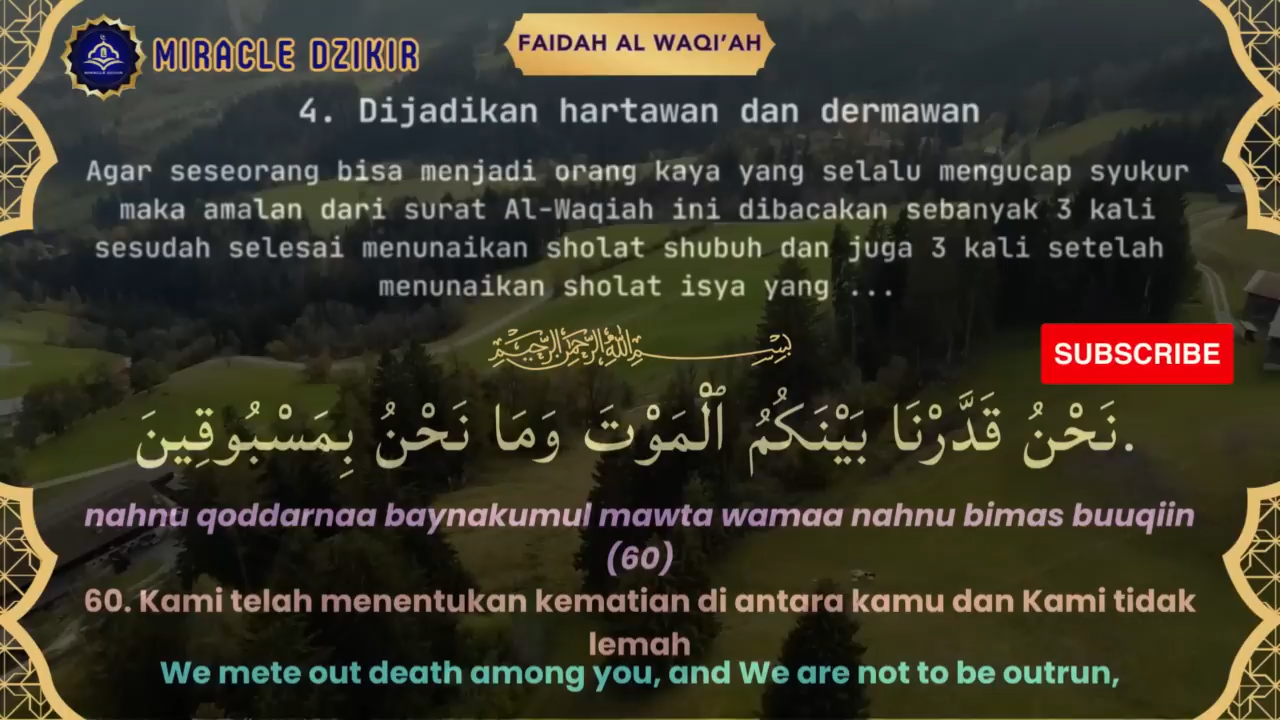 MIRACLE DZIKIR
FAIDAH AL WAQI’AH
4. Dijadikan hartawan dan dermawan
Agar seseorang bisa menjadi orang kaya yang selalu mengucap syukur
maka amalan dari surat Al-Waqiah ini dibacakan sebanyak 3 kali
sesudah selesai menunaikan sholat shubuh dan juga 3 kali setelah
menunaikan sholat isya yang ...
بسم الله الرحمن الرحيم
SUBSCRIBE
نَحْنُ قَدَّرْنَا بَيْنَكُمُ ٱلْمَوْتَ وَمَا نَحْنُ بِمَسْبُوقِينَ.
nahnu qoddarnaa baynakumul mawta wamaa nahnu bimas buuqiin
(60)
60. Kami telah menentukan kematian di antara kamu dan Kami tidak
lemah
We mete out death among you, and We are not to be outrun,